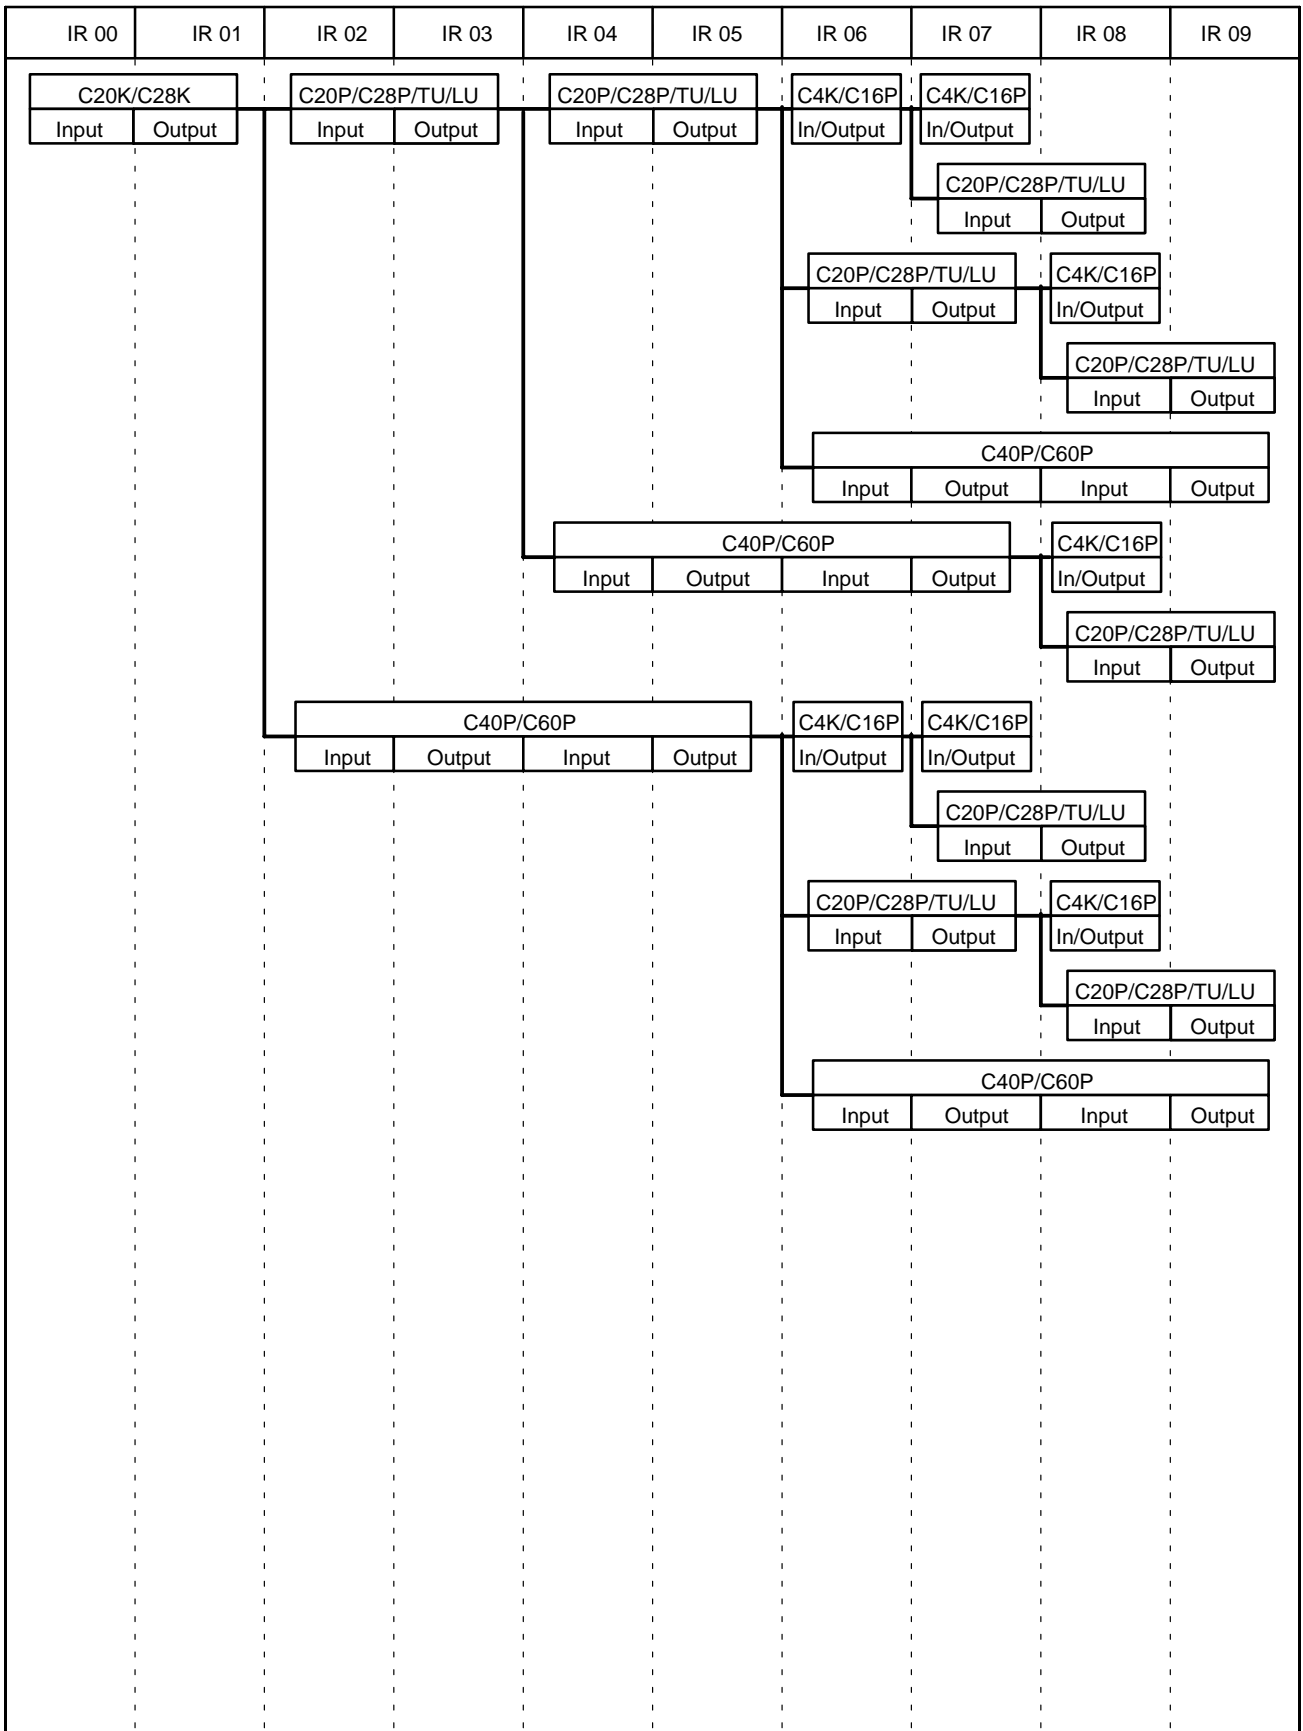 IR 00 IR 01 IR 02 IR 03 IR 04 IR 05 IR 06 IR 07 IR 08 IR 09
C20K/C28K C20P/C28P/TU/LU C20P/C28P/TU/LU C4K/C16P C4K/C16P
Input Output Input Output Input Output In/Output In/Output
C20P/C28P/TU/LU
Input Output
C20P/C28P/TU/LU C4K/C16P
Input Output In/Output
C20P/C28P/TU/LU
Input Output
C40P/C60P
Input Output Input Output
C40P/C60P C4K/C16P
Input Output Input Output In/Output
C20P/C28P/TU/LU
Input Output
C40P/C60P C4K/C16P C4K/C16P
Input Output Input Output In/Output In/Output
C20P/C28P/TU/LU
Input Output
C20P/C28P/TU/LU C4K/C16P
Input Output In/Output
C20P/C28P/TU/LU
Input Output
C40P/C60P
Input Output Input Output